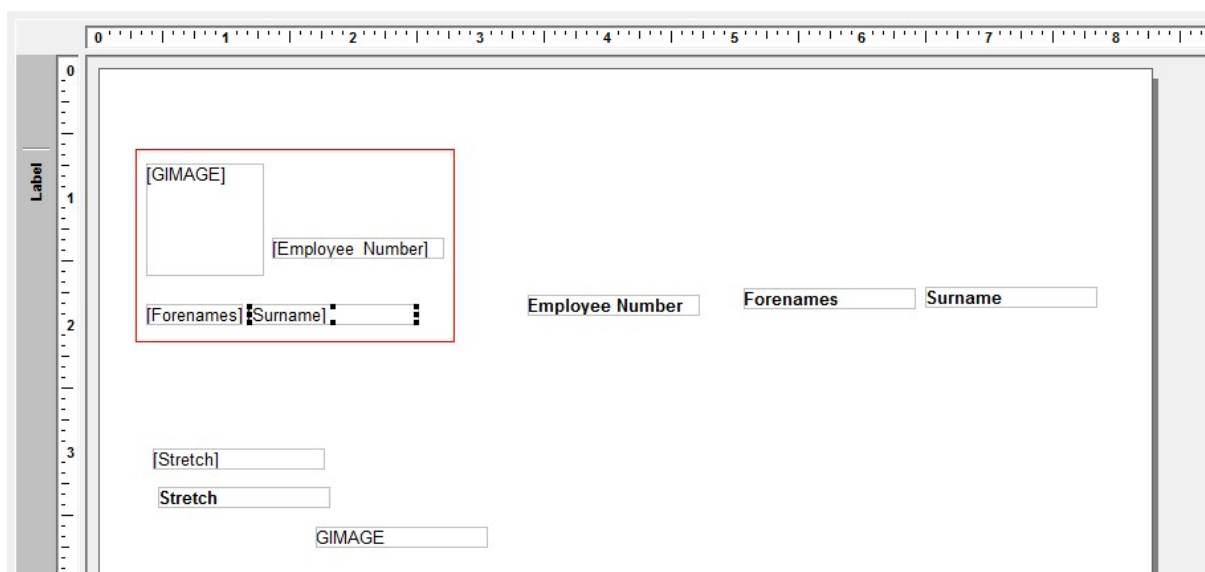 0 1 2 3 4 5 6 7 8
0
Label
1
2
3
[GIMAGE]
[Employee Number]
[Forenames] [Surname]
Employee Number
Forenames
Surname
[Stretch]
Stretch
GIMAGE